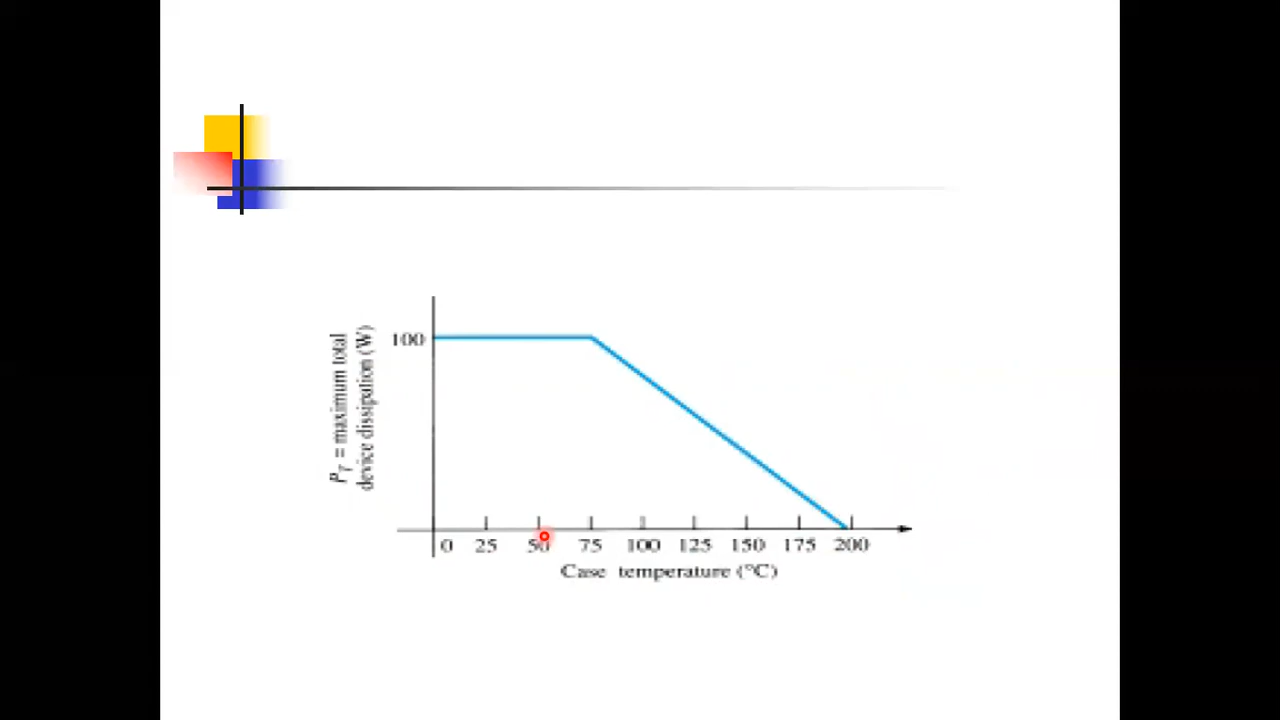 P_T = maximum total
device dissipation (W)
100
0 25 50 75 100 125 150 175 200
Case temperature (°C)